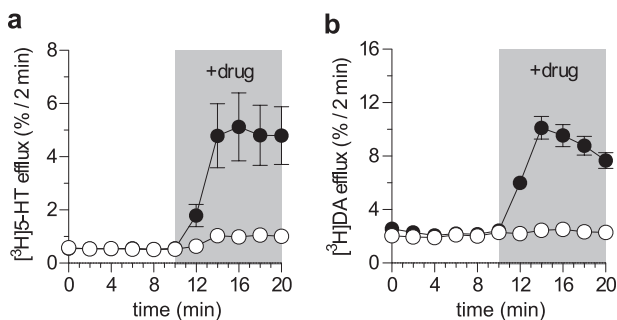 a
[³H]5-HT efflux (% / 2 min)
8
6
4
2
0
+drug
0 4 8 12 16 20
time (min)
b
[³H]DA efflux (% / 2 min)
16
12
8
4
0
+drug
0 4 8 12 16 20
time (min)